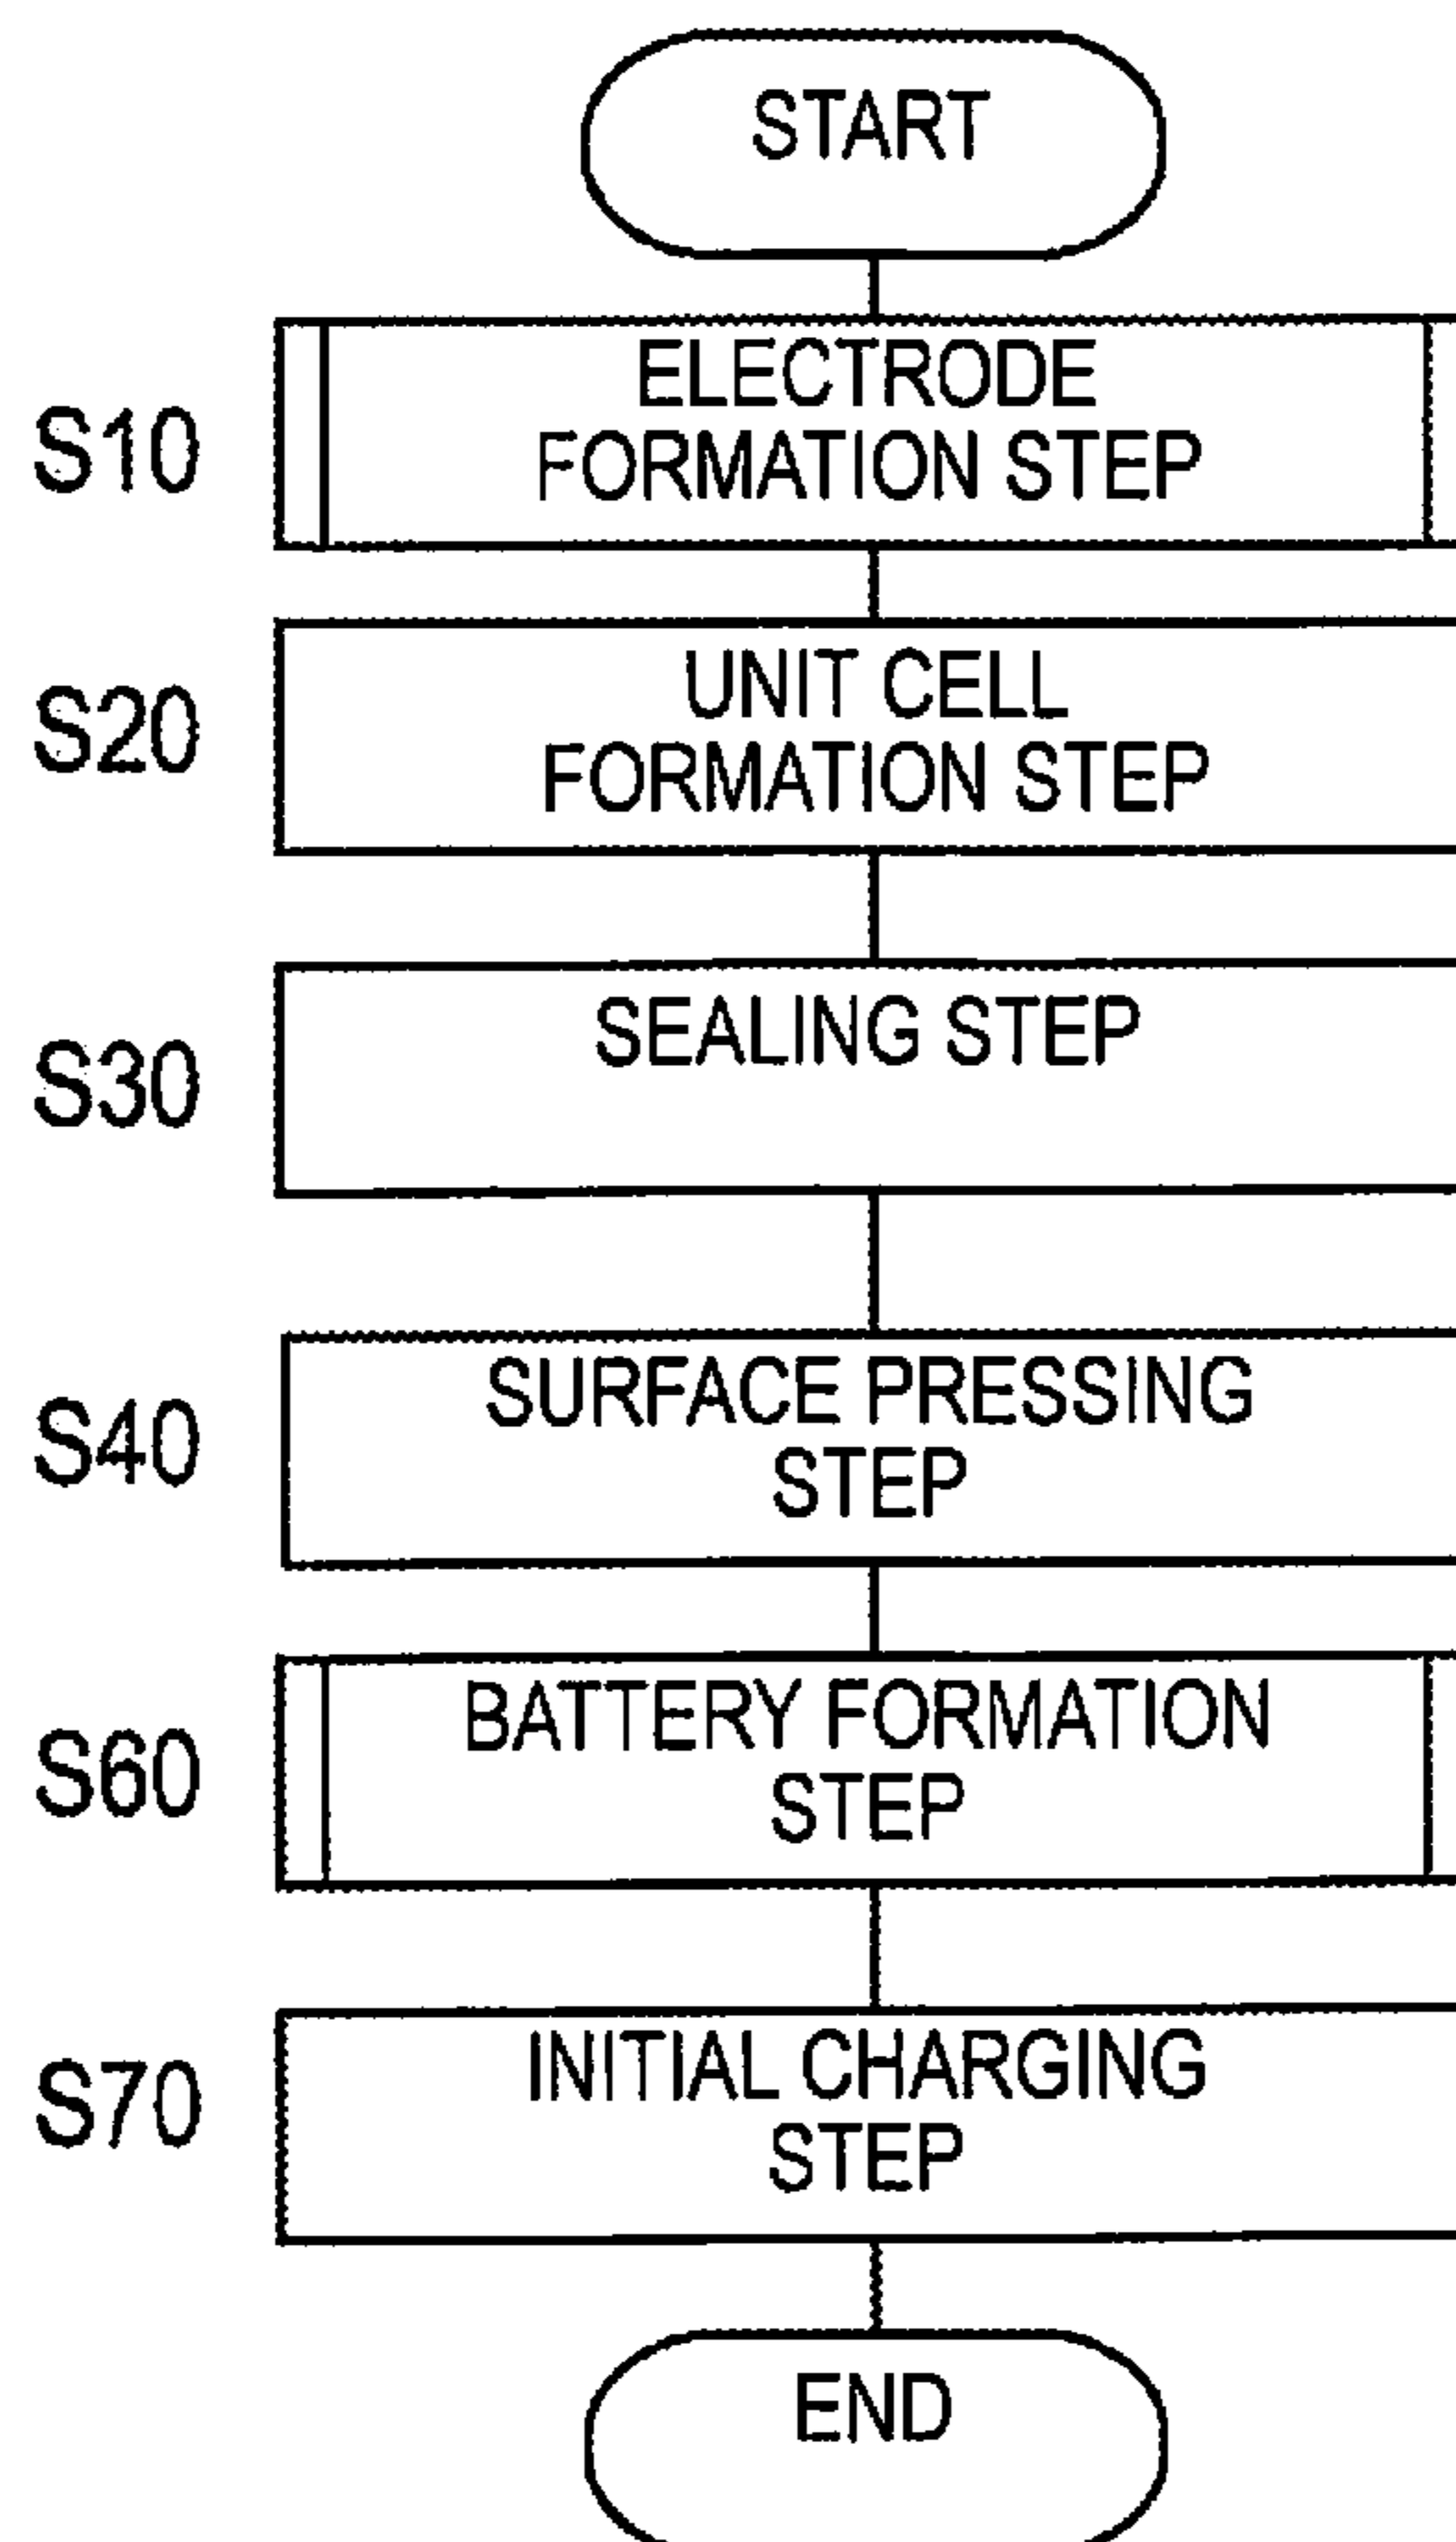 START
S10
ELECTRODE
FORMATION STEP
S20
UNIT CELL
FORMATION STEP
S30
SEALING STEP
S40
SURFACE PRESSING
STEP
S60
BATTERY FORMATION
STEP
S70
INITIAL CHARGING
STEP
END